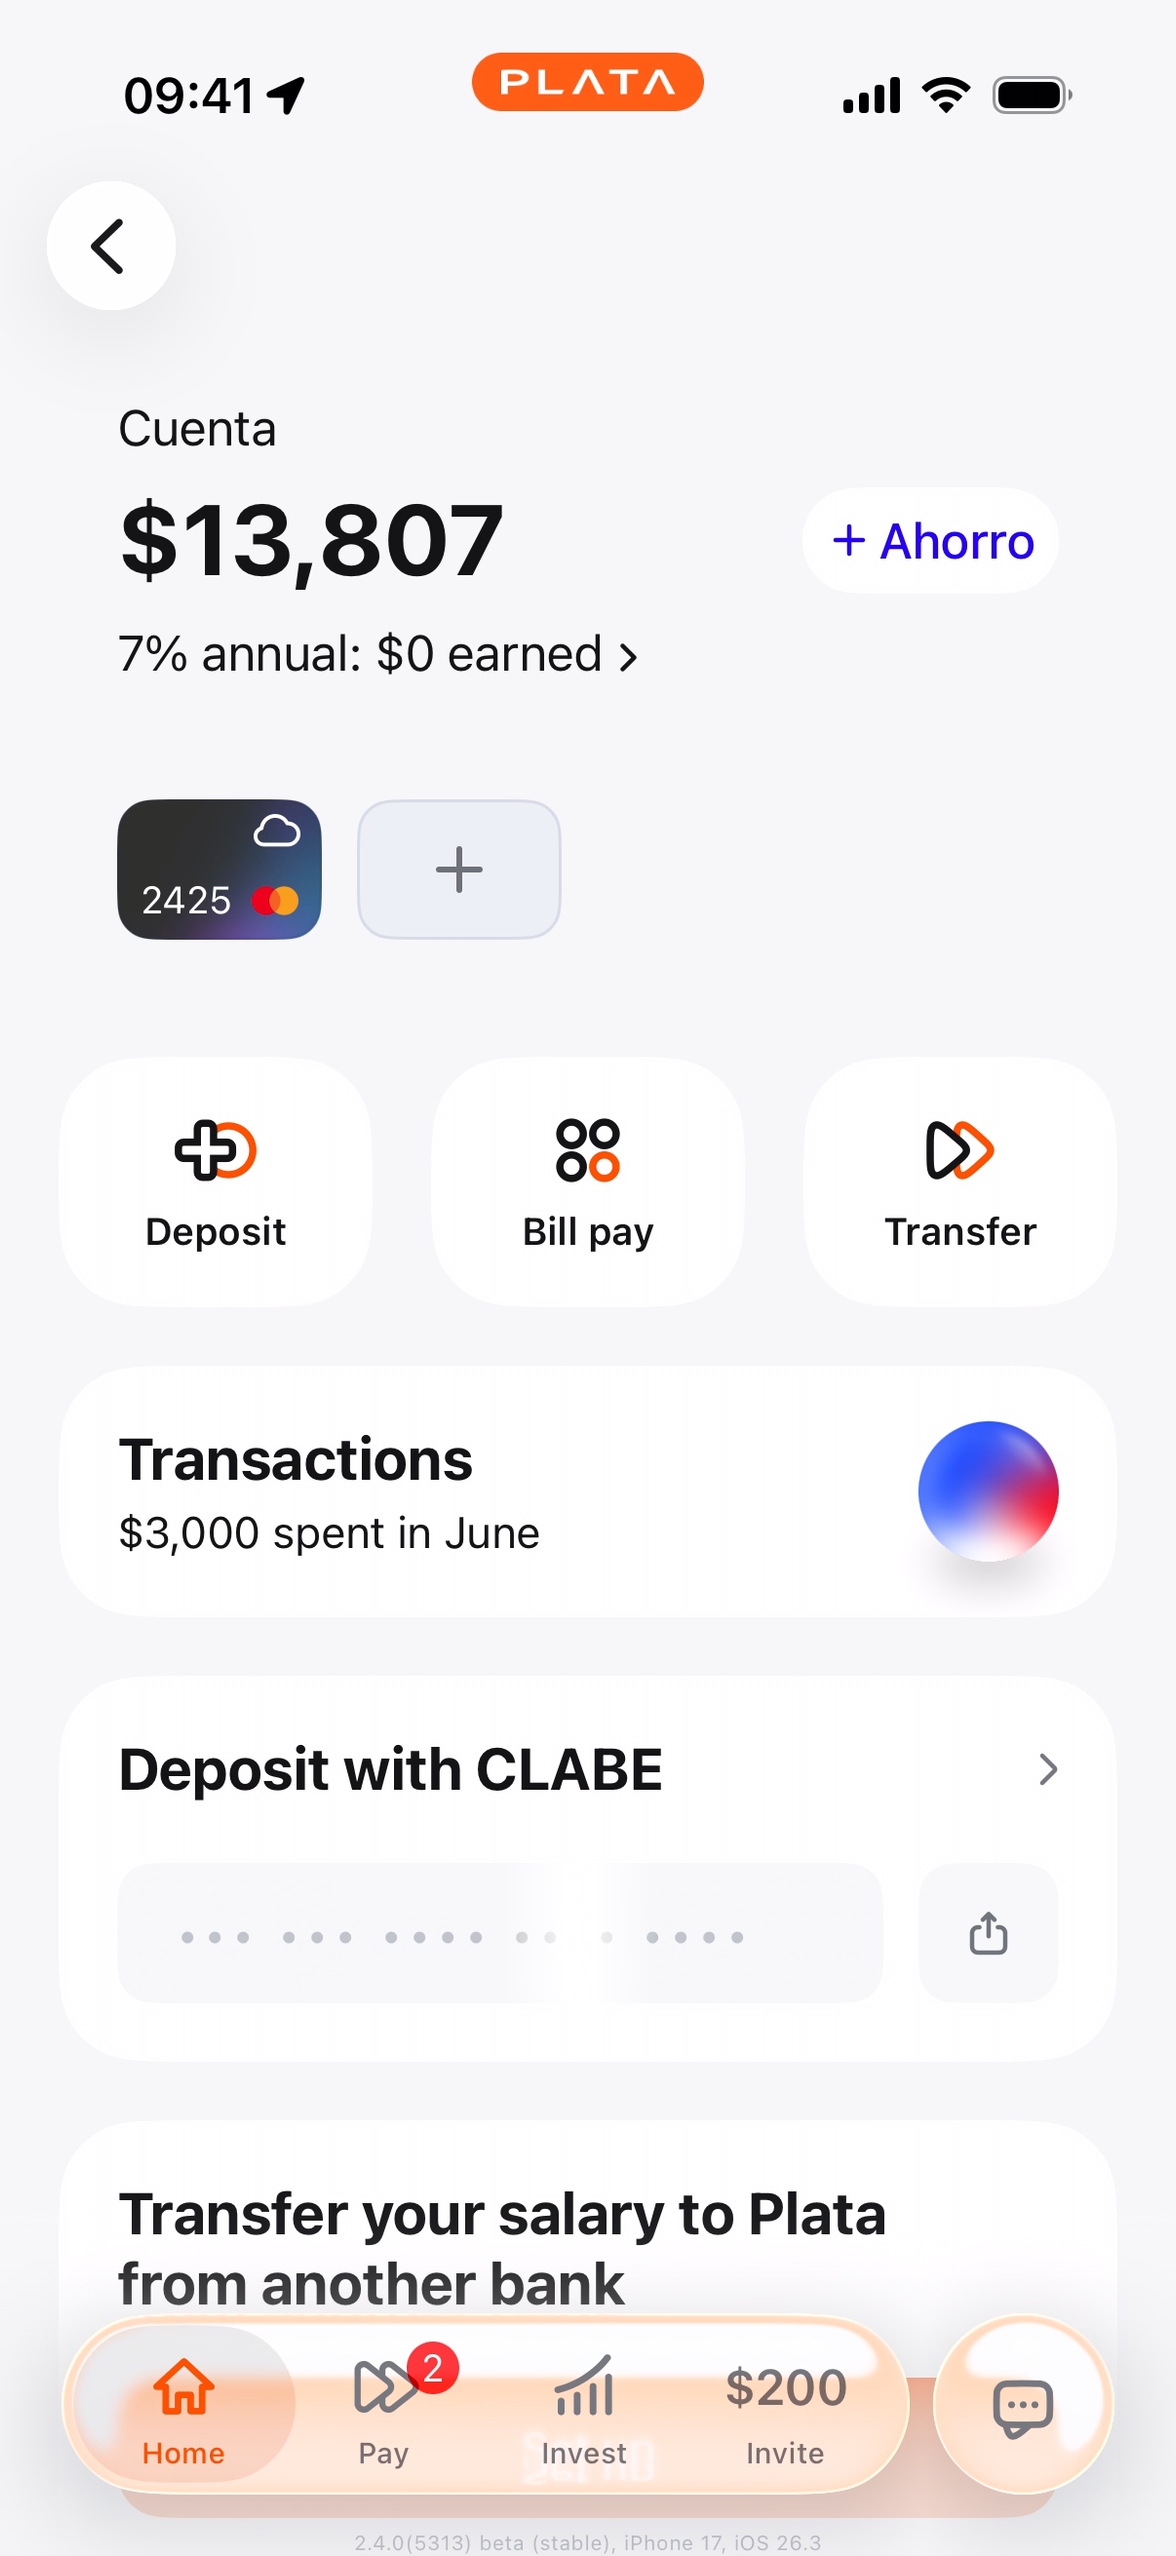 09:41
PLATA
Cuenta
$13,807
+ Ahorro
7% annual: $0 earned
2425
Deposit
Bill pay
Transfer
Transactions
$3,000 spent in June
Deposit with CLABE
Transfer your salary to Plata
from another bank
2
$200
Home
Pay
Invest
Invite
2.4.0(5313) beta (stable), iPhone 17, iOS 26.3